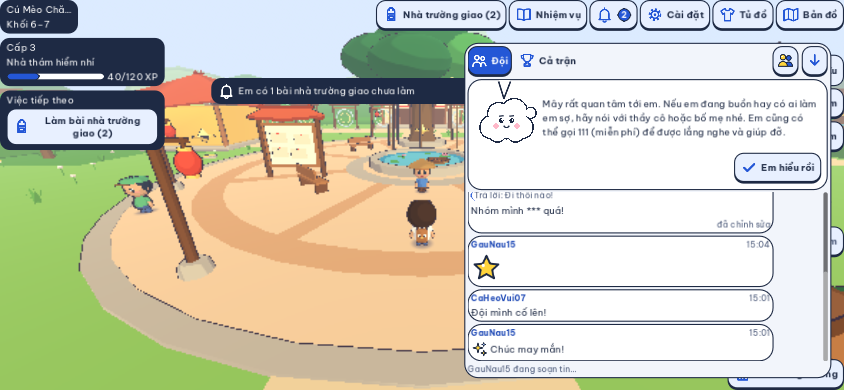 Cú Mèo Chă...
Khối 6-7
Nhà trường giao (2)
Nhiệm vụ
2
Cài đặt
Tủ đồ
Bản đồ
Cấp 3
Nhà thám hiểm nhí
40/120 XP
Việc tiếp theo
Làm bài nhà trường
giao (2)
Em có 1 bài nhà trường giao chưa làm
Đội
Cả trận
Mây rất quan tâm tới em. Nếu em đang buồn hay có ai làm
em sợ, hãy nói với thầy cô hoặc bố mẹ nhé. Em cũng có
thể gọi 111 (miễn phí) để được lắng nghe và giúp đỡ.
Em hiểu rồi
(Trả lời: Đi thôi nào!
Nhóm mình *** quá!
đã chỉnh sửa
GauNau15
15:04
CaHeoVui07
15:01
Đội mình cố lên!
GauNau15
15:01
Chúc may mắn!
GauNau15 đang soạn tin...